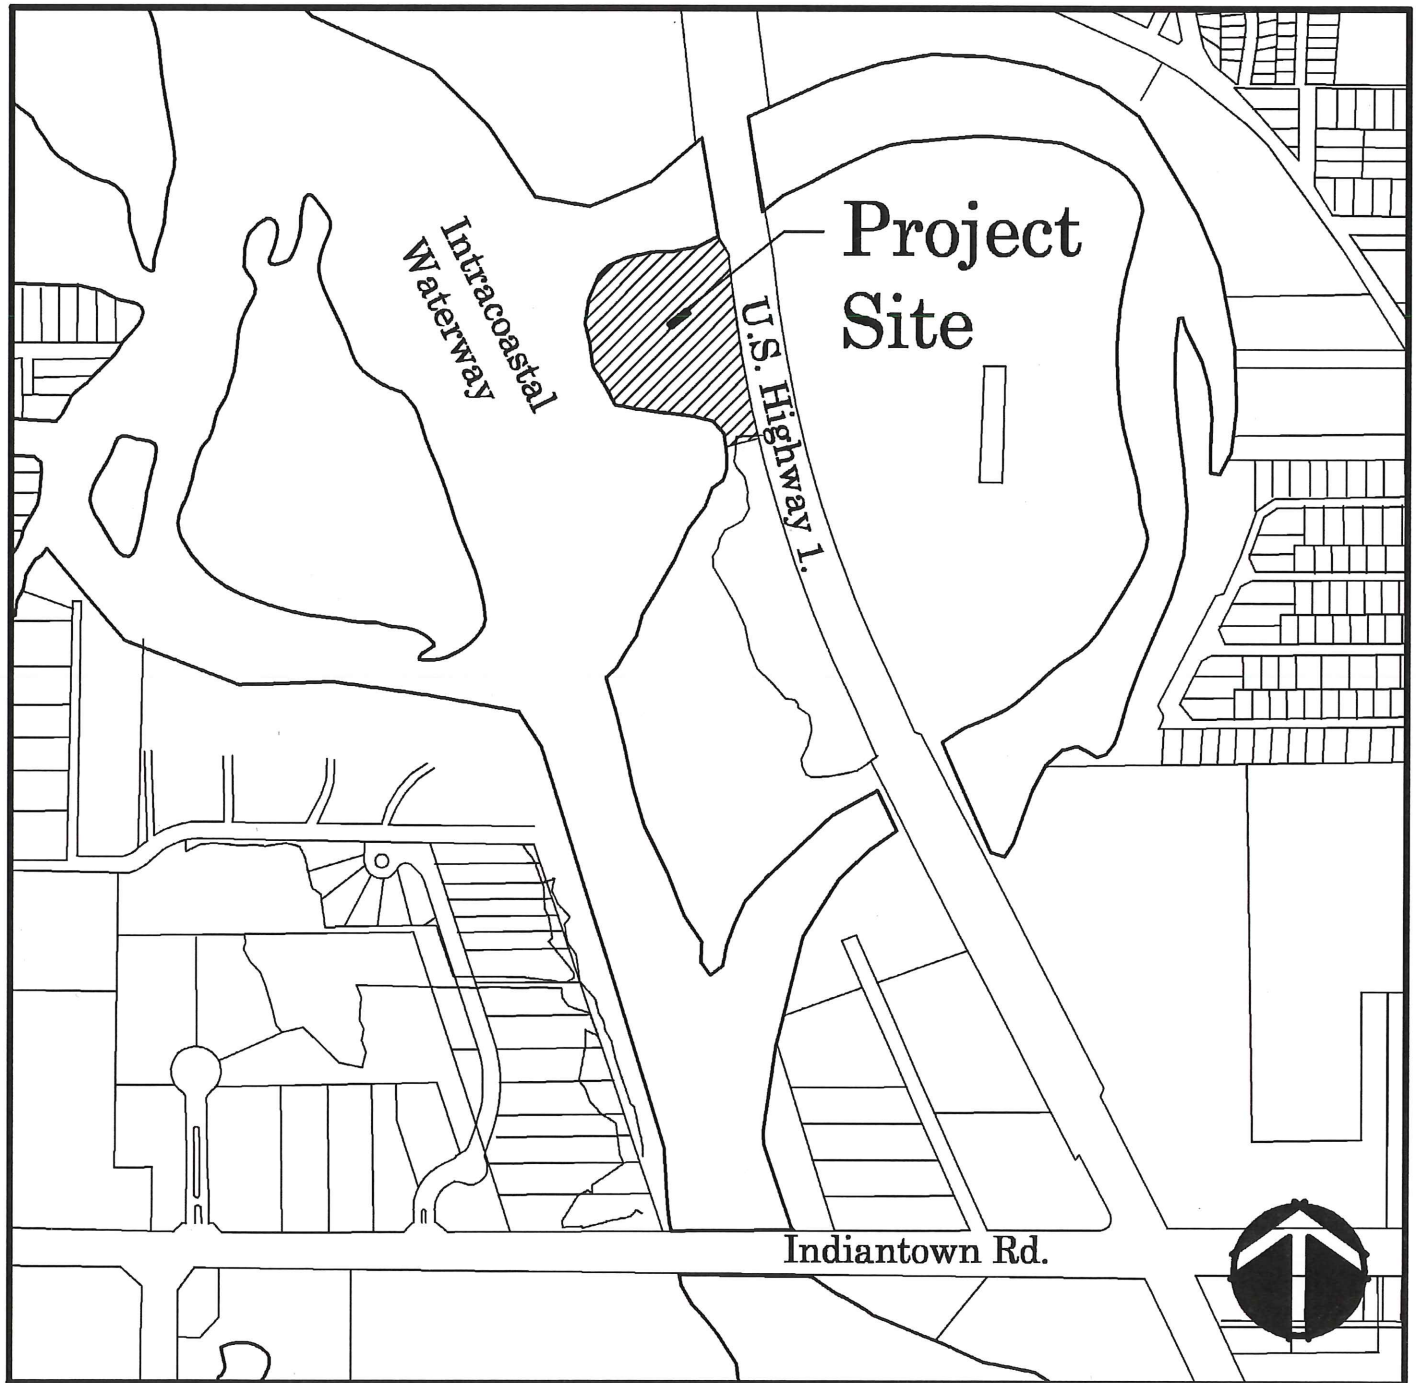 Project
Site
Intracoastal
Waterway
U.S. Highway 1.
Indiantown Rd.